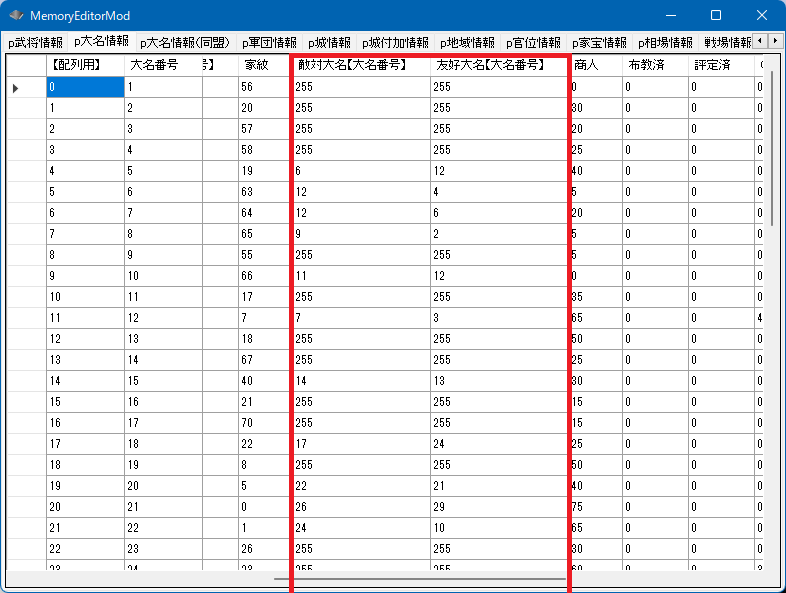 MemoryEditorMod
p武将情報 p大名情報 p大名情報(同盟) p軍団情報 p城情報 p城付加情報 p地域情報 p官位情報 p家宝情報 p相場情報 戦場情報
【配列用】 大名番号 号】 家紋 敵対大名【大名番号】 友好大名【大名番号】 商人 布教済 評定済
0 1 56 255 255 0 0 0 0
1 2 20 255 255 30 0 0 0
2 3 57 255 255 20 0 0 0
3 4 58 255 255 25 0 0 0
4 5 19 6 12 40 0 0 0
5 6 63 12 4 5 0 0 0
6 7 64 12 6 20 0 0 0
7 8 65 9 2 5 0 0 0
8 9 55 255 255 5 0 0 0
9 10 66 11 12 0 0 0 0
10 11 17 255 255 35 0 0 0
11 12 7 7 3 65 0 0 4
12 13 18 255 255 50 0 0 0
13 14 67 255 255 25 0 0 0
14 15 40 14 13 30 0 0 0
15 16 21 255 255 15 0 0 0
16 17 70 255 255 15 0 0 0
17 18 22 17 24 25 0 0 0
18 19 8 255 255 50 0 0 0
19 20 5 22 21 40 0 0 0
20 21 0 26 29 75 0 0 0
21 22 1 24 10 65 0 0 0
22 23 26 255 255 30 0 0 0
23 24 23 255 255 60 0 0